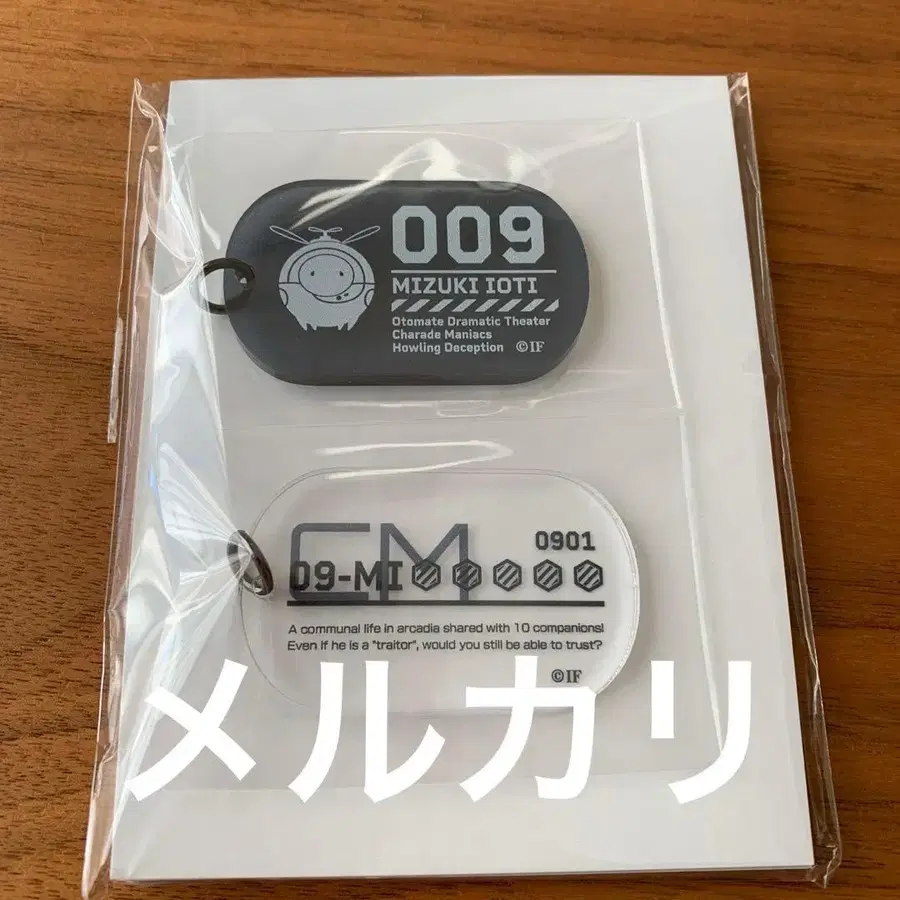 009
MIZUKI IOTI
Otomate Dramatic Theater
Charade Maniacs
Howling Deception ©IF
CM
0901
09-MI
A communal life in arcadia shared with 10 companions!
Even if he is a "traitor", would you still be able to trust?
©IF
メルカリ